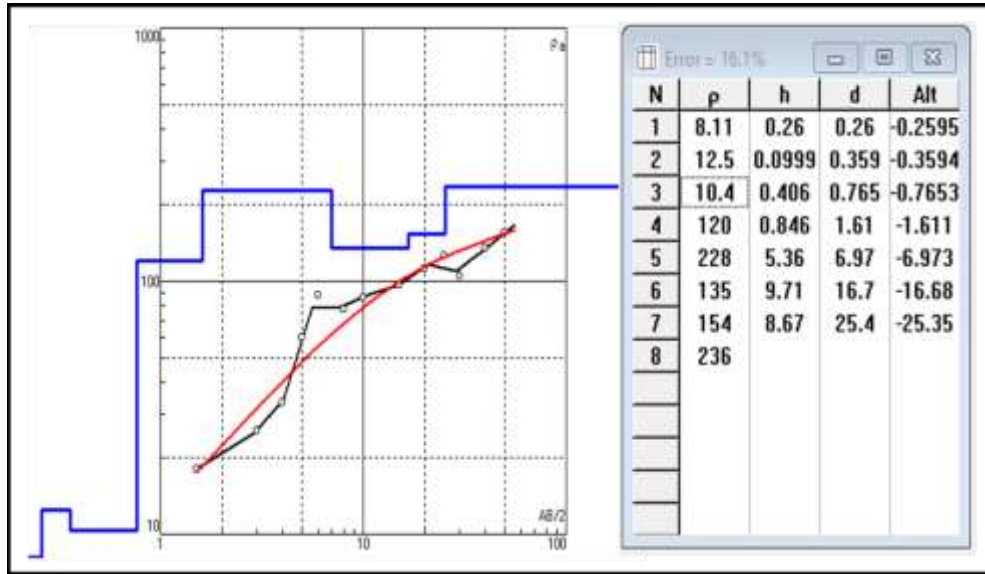 1000
ρa
100
10
AB/2
1
10
100
Error = 16.1%
N ρ h d Alt
1 8.11 0.26 0.26 -0.2595
2 12.5 0.0999 0.359 -0.3594
3 10.4 0.406 0.765 -0.7653
4 120 0.846 1.61 -1.611
5 228 5.36 6.97 -6.973
6 135 9.71 16.7 -16.68
7 154 8.67 25.4 -25.35
8 236